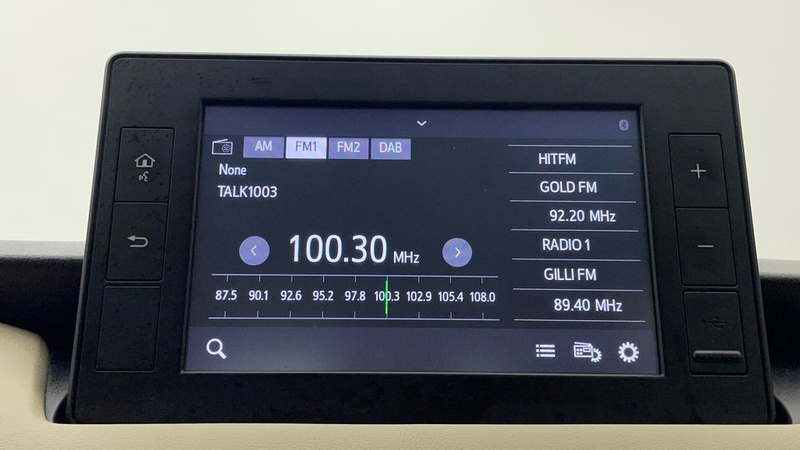 AM FM1 FM2 DAB
None
TALK1003
100.30 MHz
87.5 90.1 92.6 95.2 97.8 100.3 102.9 105.4 108.0
HITFM
GOLD FM
92.20 MHz
RADIO 1
GILLI FM
89.40 MHz
+
−